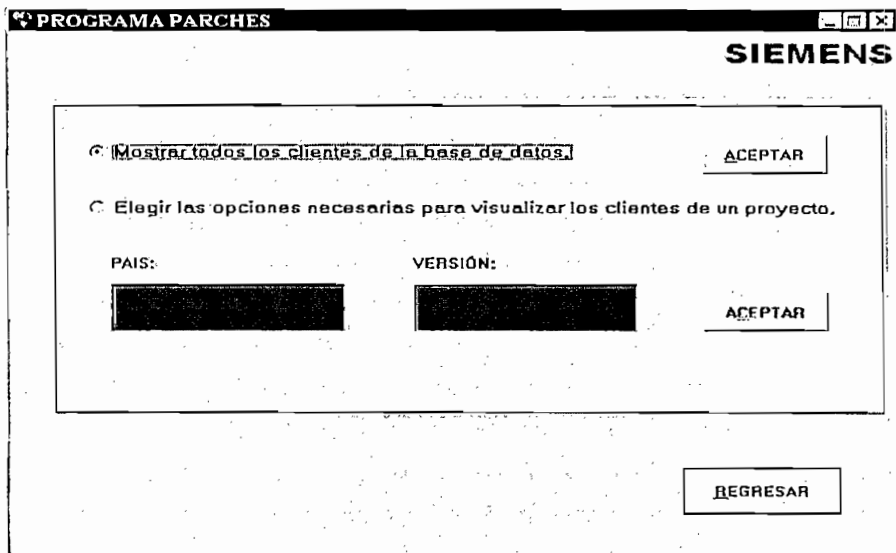 PROGRAMA PARCHES
SIEMENS
Mostrar todos los clientes de la base de datos.
ACEPTAR
Elegir las opciones necesarias para visualizar los clientes de un proyecto.
PAIS:
VERSIÓN:
ACEPTAR
REGRESAR